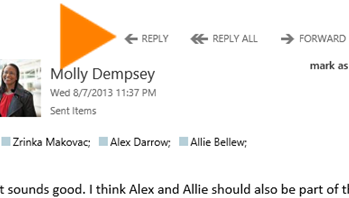 REPLY REPLY ALL FORWARD
mark as
Molly Dempsey
Wed 8/7/2013 11:37 PM
Sent Items
Zrinka Makovac; Alex Darrow; Allie Bellew;
t sounds good. I think Alex and Allie should also be part of th